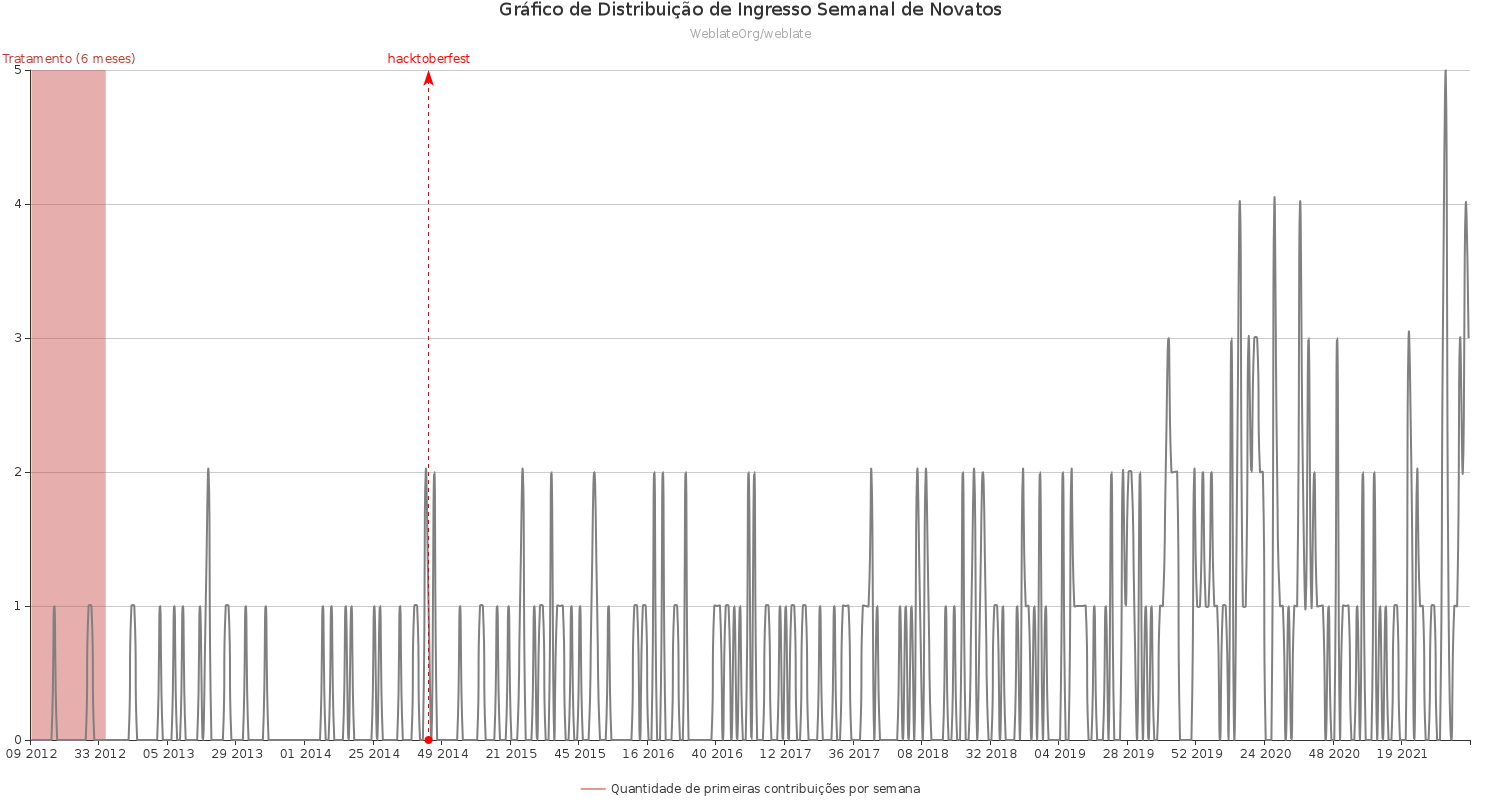 Gráfico de Distribuição de Ingresso Semanal de Novatos
WeblateOrg/weblate
Tratamento (6 meses)
hacktoberfest
5
4
3
2
1
0
09 2012 33 2012 05 2013 29 2013 01 2014 25 2014 49 2014 21 2015 45 2015 16 2016 40 2016 12 2017 36 2017 08 2018 32 2018 04 2019 28 2019 52 2019 24 2020 48 2020 19 2021
Quantidade de primeiras contribuições por semana